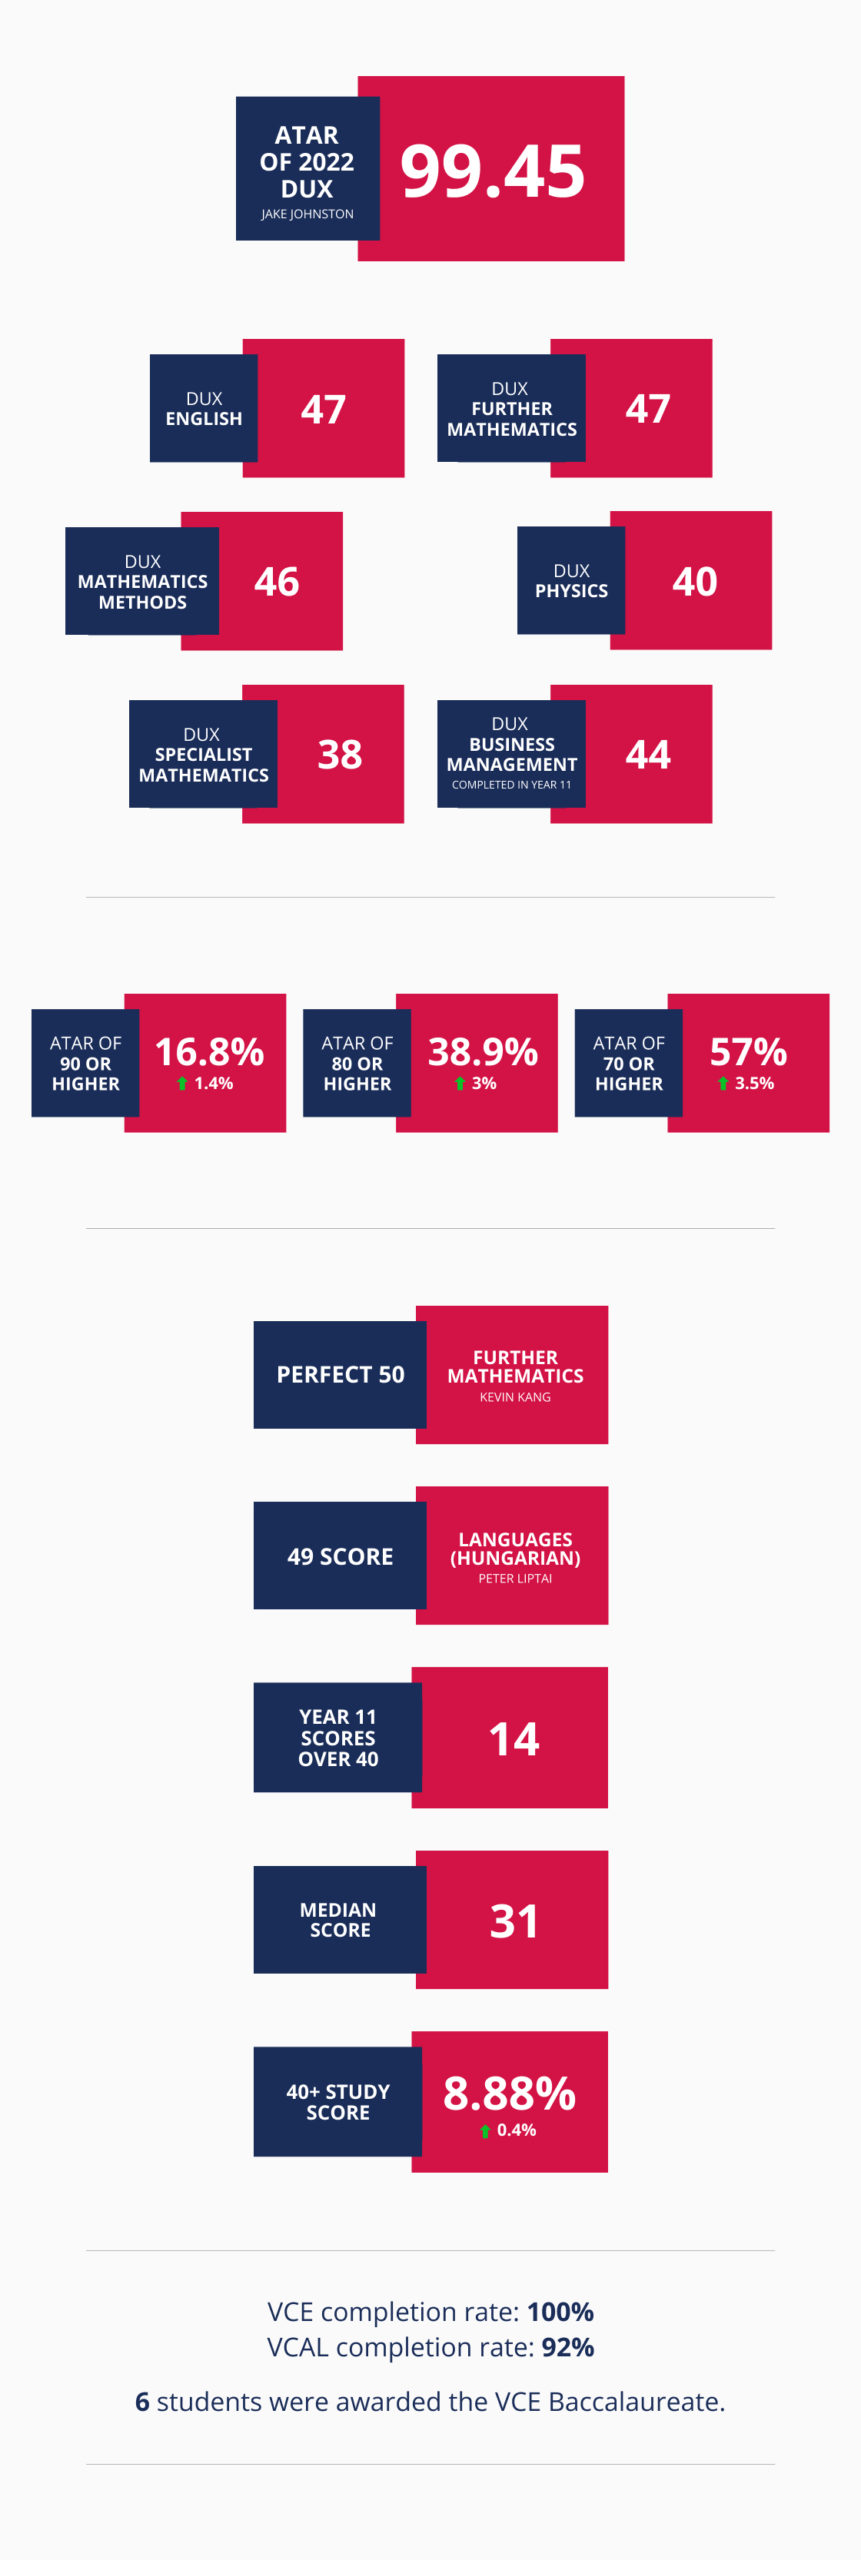 ATAR
OF 2022
DUX
JAKE JOHNSTON
99.45
DUX
ENGLISH
47
DUX
FURTHER
MATHEMATICS
47
DUX
MATHEMATICS
METHODS
46
DUX
PHYSICS
40
DUX
SPECIALIST
MATHEMATICS
38
DUX
BUSINESS
MANAGEMENT
COMPLETED IN YEAR 11
44
ATAR OF
90 OR
HIGHER
16.8%
1.4%
ATAR OF
80 OR
HIGHER
38.9%
3%
ATAR OF
70 OR
HIGHER
57%
3.5%
PERFECT 50
FURTHER
MATHEMATICS
KEVIN KANG
49 SCORE
LANGUAGES
(HUNGARIAN)
PETER LIPTAI
YEAR 11
SCORES
OVER 40
14
MEDIAN
SCORE
31
40+ STUDY
SCORE
8.88%
0.4%
VCE completion rate: 100%
VCAL completion rate: 92%
6 students were awarded the VCE Baccalaureate.